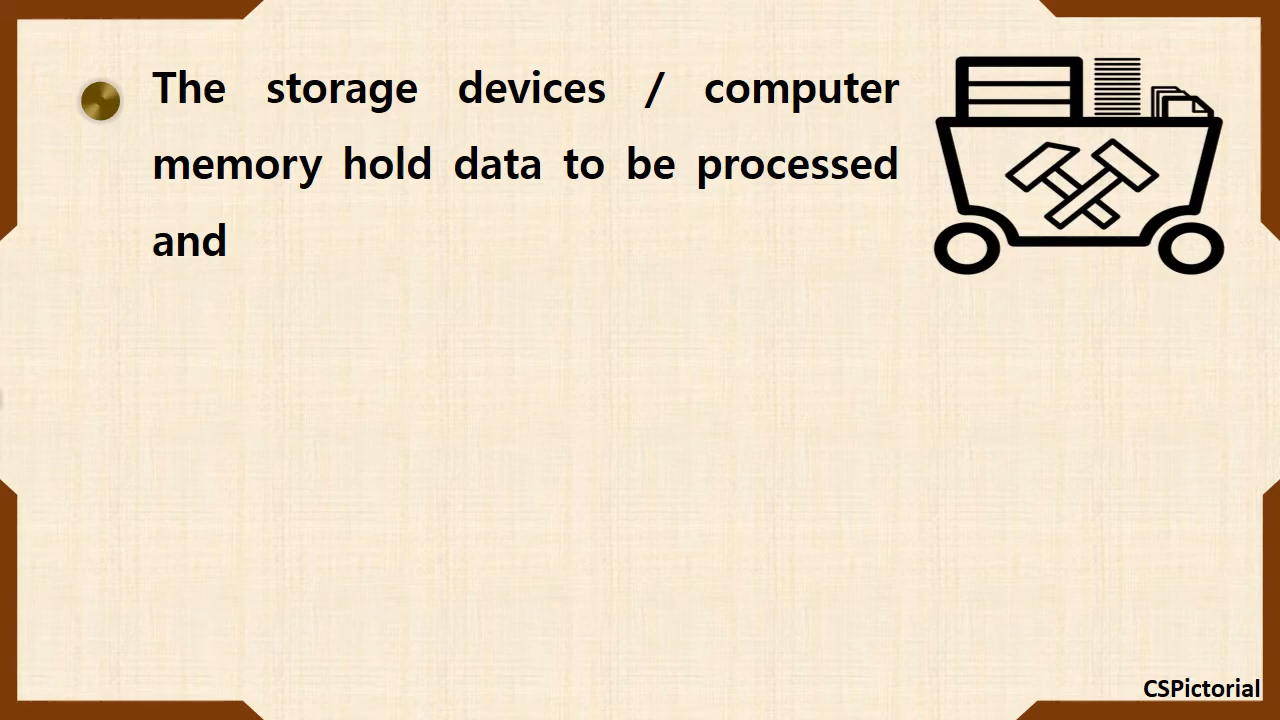 The storage devices / computer
memory hold data to be processed
and
CSPictorial